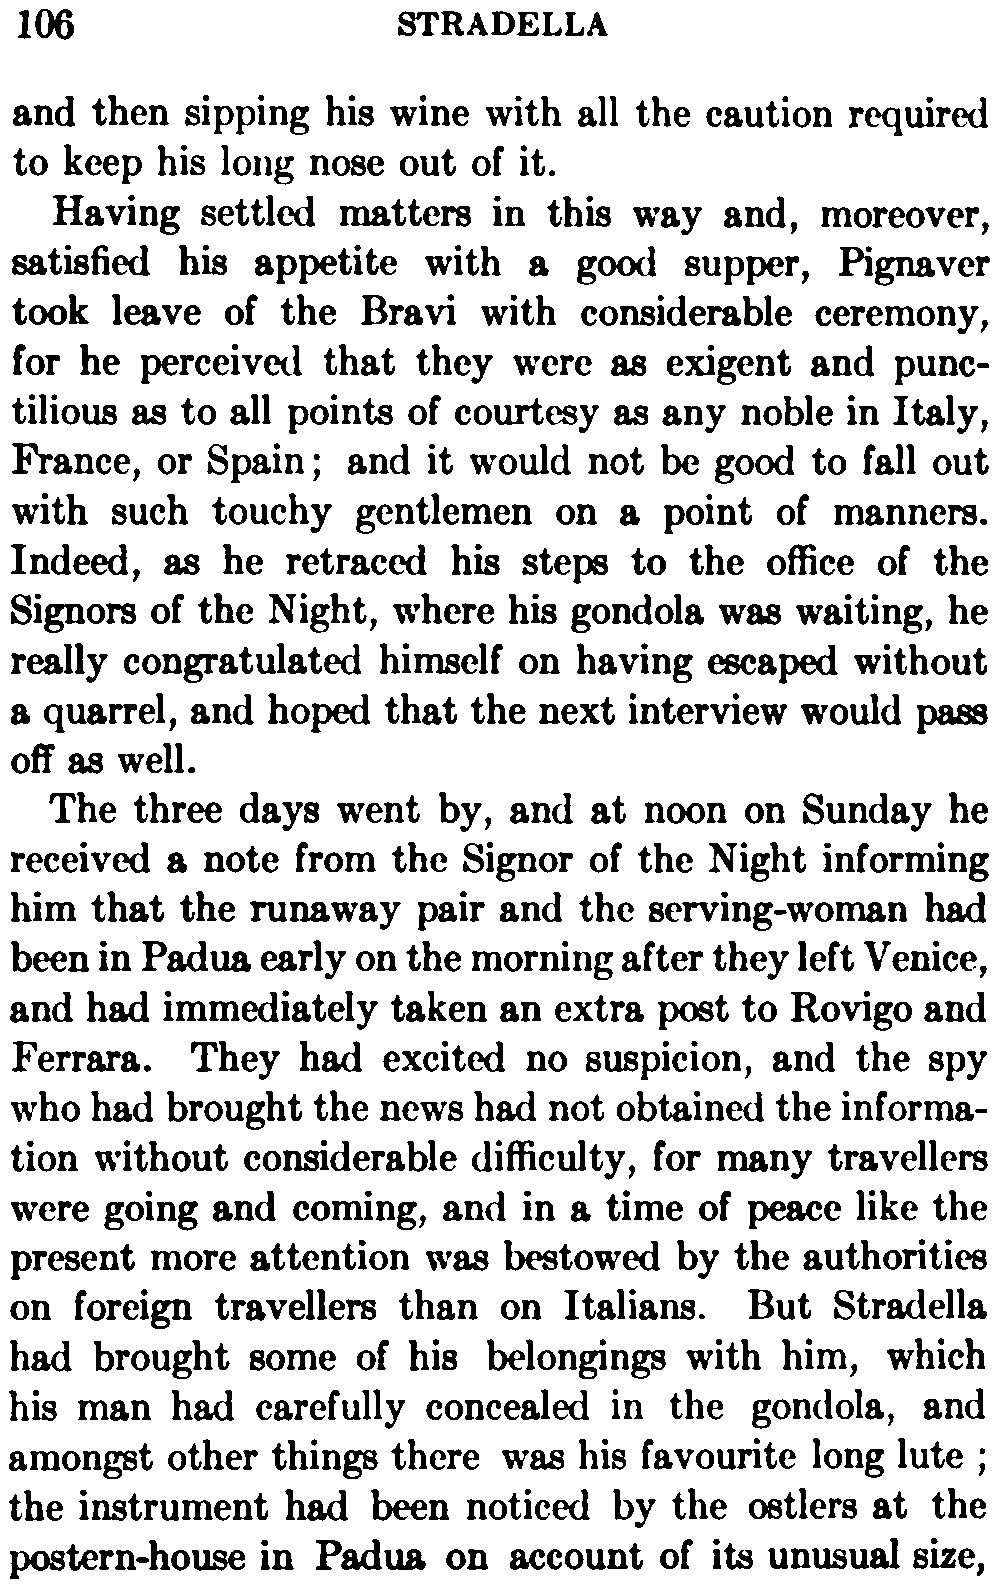 106 STRADELLA
and then sipping his wine with all the caution required
to keep his long nose out of it.
Having settled matters in this way and, moreover,
satisfied his appetite with a good supper, Pignaver
took leave of the Bravi with considerable ceremony,
for he perceived that they were as exigent and punc-
tilious as to all points of courtesy as any noble in Italy,
France, or Spain; and it would not be good to fall out
with such touchy gentlemen on a point of manners.
Indeed, as he retraced his steps to the office of the
Signors of the Night, where his gondola was waiting, he
really congratulated himself on having escaped without
a quarrel, and hoped that the next interview would pass
off as well.
The three days went by, and at noon on Sunday he
received a note from the Signor of the Night informing
him that the runaway pair and the serving-woman had
been in Padua early on the morning after they left Venice,
and had immediately taken an extra post to Rovigo and
Ferrara. They had excited no suspicion, and the spy
who had brought the news had not obtained the informa-
tion without considerable difficulty, for many travellers
were going and coming, and in a time of peace like the
present more attention was bestowed by the authorities
on foreign travellers than on Italians. But Stradella
had brought some of his belongings with him, which
his man had carefully concealed in the gondola, and
amongst other things there was his favourite long lute ;
the instrument had been noticed by the ostlers at the
postern-house in Padua on account of its unusual size,